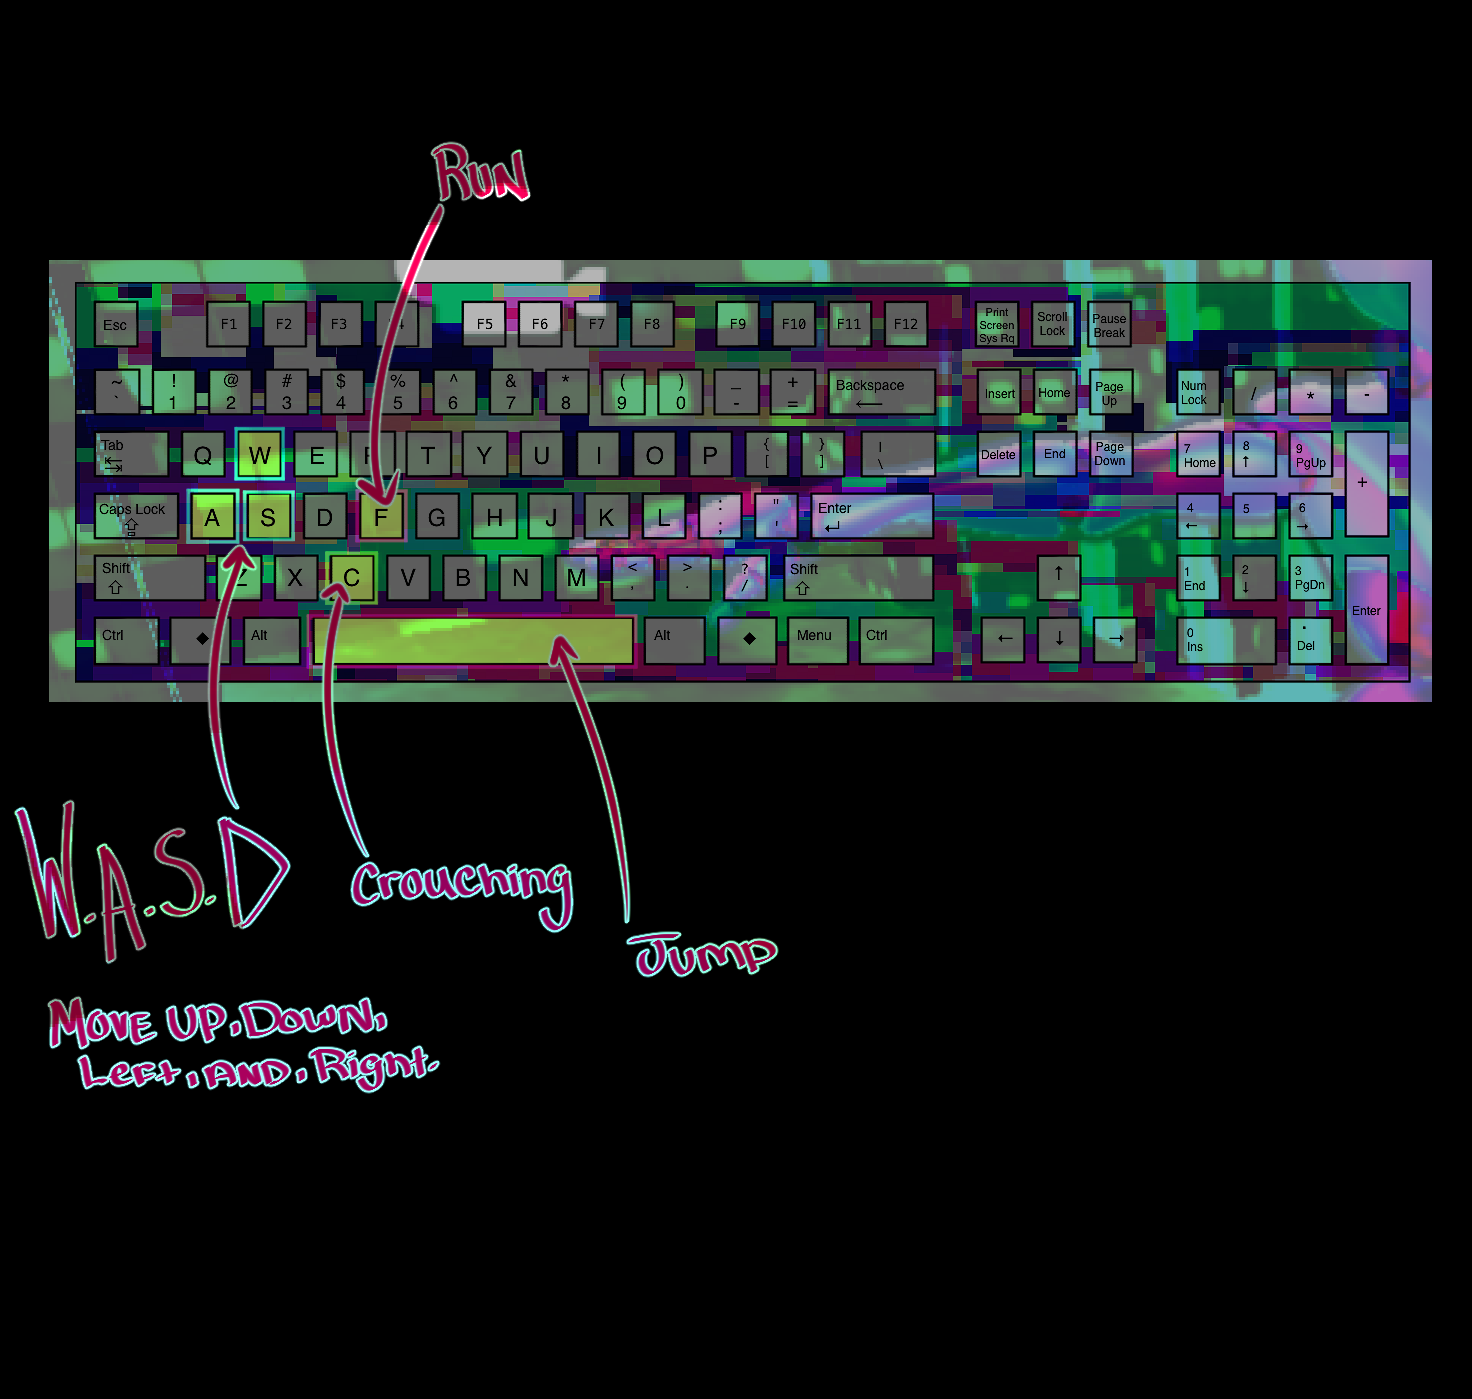 RUN
Esc F1 F2 F3 4 F5 F6 F7 F8 F9 F10 F11 F12 Print Screen Sys Rq Scroll Lock Pause Break
~ ` ! 1 @ 2 # 3 $ 4 % 5 ^ 6 & 7 * 8 ( 9 ) 0 _ - + = Backspace ← Insert Home Page Up Num Lock / * -
Tab Q W E T Y U I O P { [ } ] | \ Delete End Page Down 7 Home 8 ↑ 9 PgUp +
Caps Lock A S D F G H J K L : ; " ' Enter 4 ← 5 6 →
Shift Z X C V B N M < , > . ? / Shift ↑ 1 End 2 ↓ 3 PgDn Enter
Ctrl ◆ Alt Alt ◆ Menu Ctrl ← ↓ → 0 Ins . Del
W.A.S.D
Crouching
Jump
MOVE UP, DOWN,
Left, AND, Right.